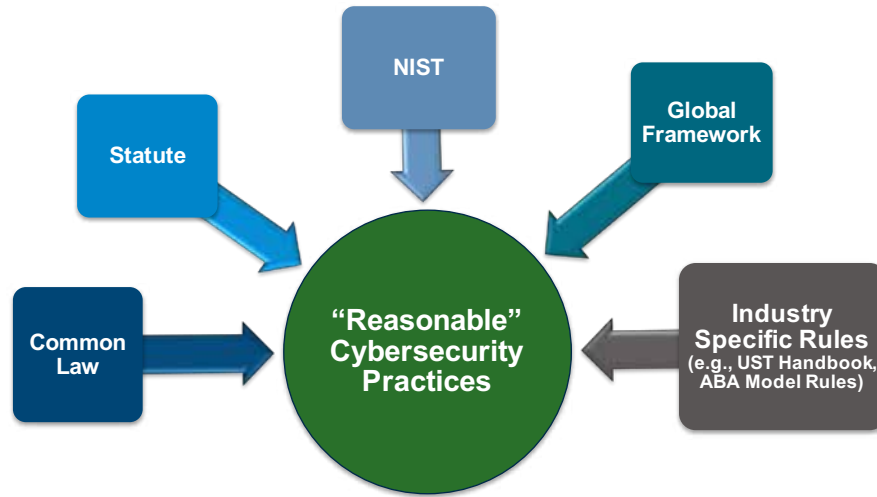 NIST
Global
Framework
Statute
Common
Law
“Reasonable”
Cybersecurity
Practices
Industry
Specific Rules
(e.g., UST Handbook,
ABA Model Rules)